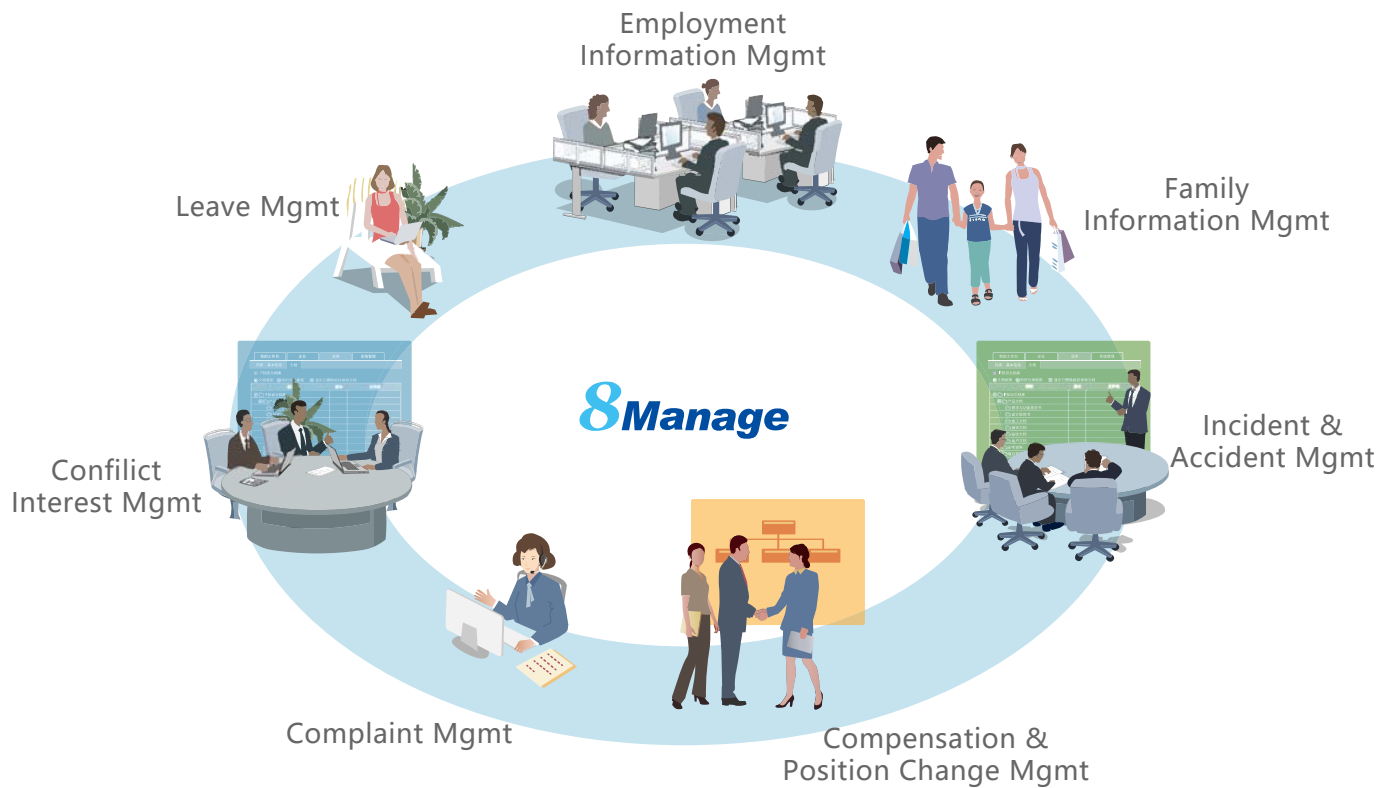 Employment
Information Mgmt
Leave Mgmt
Family
Information Mgmt
8Manage
Incident &
Accident Mgmt
Confilict
Interest Mgmt
Complaint Mgmt
Compensation &
Position Change Mgmt